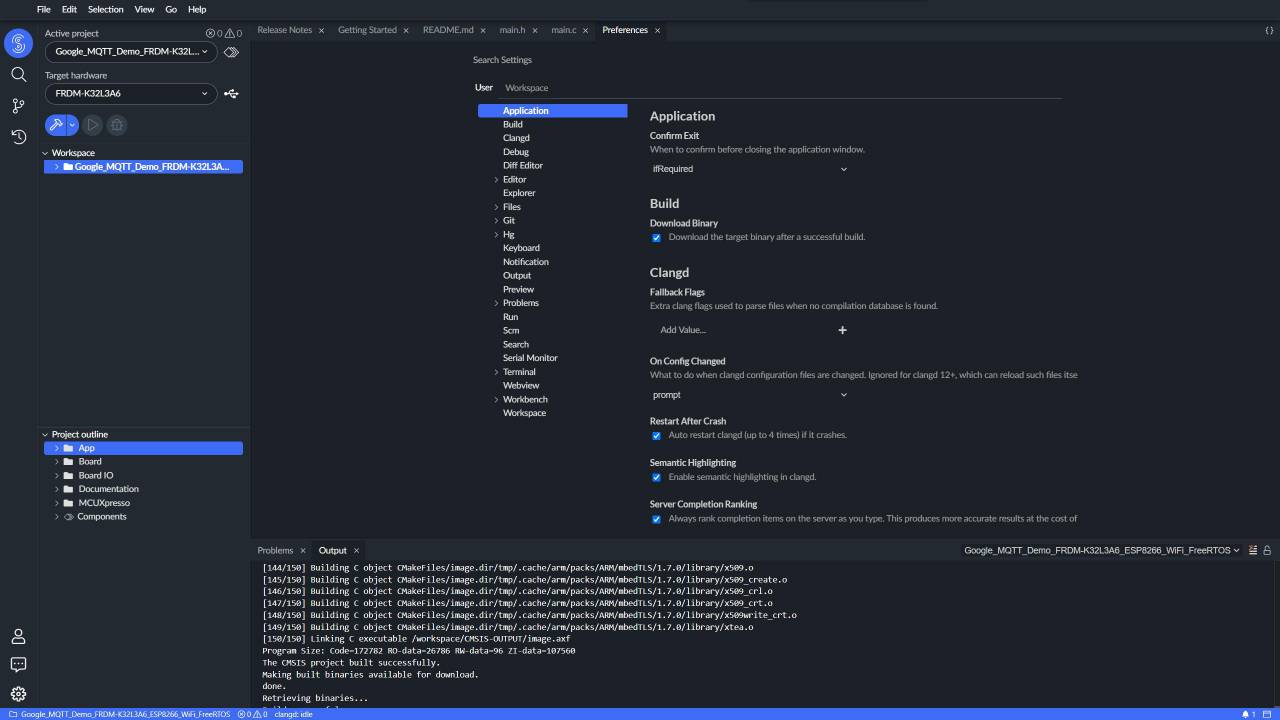 File Edit Selection View Go Help
Active project
0 0
Google_MQTT_Demo_FRDM-K32L...
Target hardware
FRDM-K32L3A6
Workspace
Google_MQTT_Demo_FRDM-K32L3A...
Project outline
App
Board
Board IO
Documentation
MCUXpresso
Components
Release Notes
Getting Started
README.md
main.h
main.c
Preferences
Search Settings
User Workspace
Application
Build
Clangd
Debug
Diff Editor
Editor
Explorer
Files
Git
Hg
Keyboard
Notification
Output
Preview
Problems
Run
Scm
Search
Serial Monitor
Terminal
Webview
Workbench
Workspace
Application
Confirm Exit
When to confirm before closing the application window.
ifRequired
Build
Download Binary
Download the target binary after a successful build.
Clangd
Fallback Flags
Extra clang flags used to parse files when no compilation database is found.
Add Value...
On Config Changed
What to do when clangd configuration files are changed. Ignored for clangd 12+, which can reload such files itse
prompt
Restart After Crash
Auto restart clangd (up to 4 times) if it crashes.
Semantic Highlighting
Enable semantic highlighting in clangd.
Server Completion Ranking
Always rank completion items on the server as you type. This produces more accurate results at the cost of
Problems Output
Google_MQTT_Demo_FRDM-K32L3A6_ESP8266_WiFi_FreeRTOS
[144/150] Building C object CMakeFiles/image.dir/tmp/.cache/arm/packs/ARM/mbedTLS/1.7.0/library/x509.o
[145/150] Building C object CMakeFiles/image.dir/tmp/.cache/arm/packs/ARM/mbedTLS/1.7.0/library/x509_create.o
[146/150] Building C object CMakeFiles/image.dir/tmp/.cache/arm/packs/ARM/mbedTLS/1.7.0/library/x509_crl.o
[147/150] Building C object CMakeFiles/image.dir/tmp/.cache/arm/packs/ARM/mbedTLS/1.7.0/library/x509_crt.o
[148/150] Building C object CMakeFiles/image.dir/tmp/.cache/arm/packs/ARM/mbedTLS/1.7.0/library/x509write_crt.o
[149/150] Building C object CMakeFiles/image.dir/tmp/.cache/arm/packs/ARM/mbedTLS/1.7.0/library/xtea.o
[150/150] Linking C executable /workspace/CMSIS-OUTPUT/image.axf
Program Size: Code=172782 RO-data=26786 RW-data=96 ZI-data=107560
The CMSIS project built successfully.
Making built binaries available for download.
done.
Retrieving binaries...
Google_MQTT_Demo_FRDM-K32L3A6_ESP8266_WiFi_FreeRTOS 0 0 clangd: idle
1